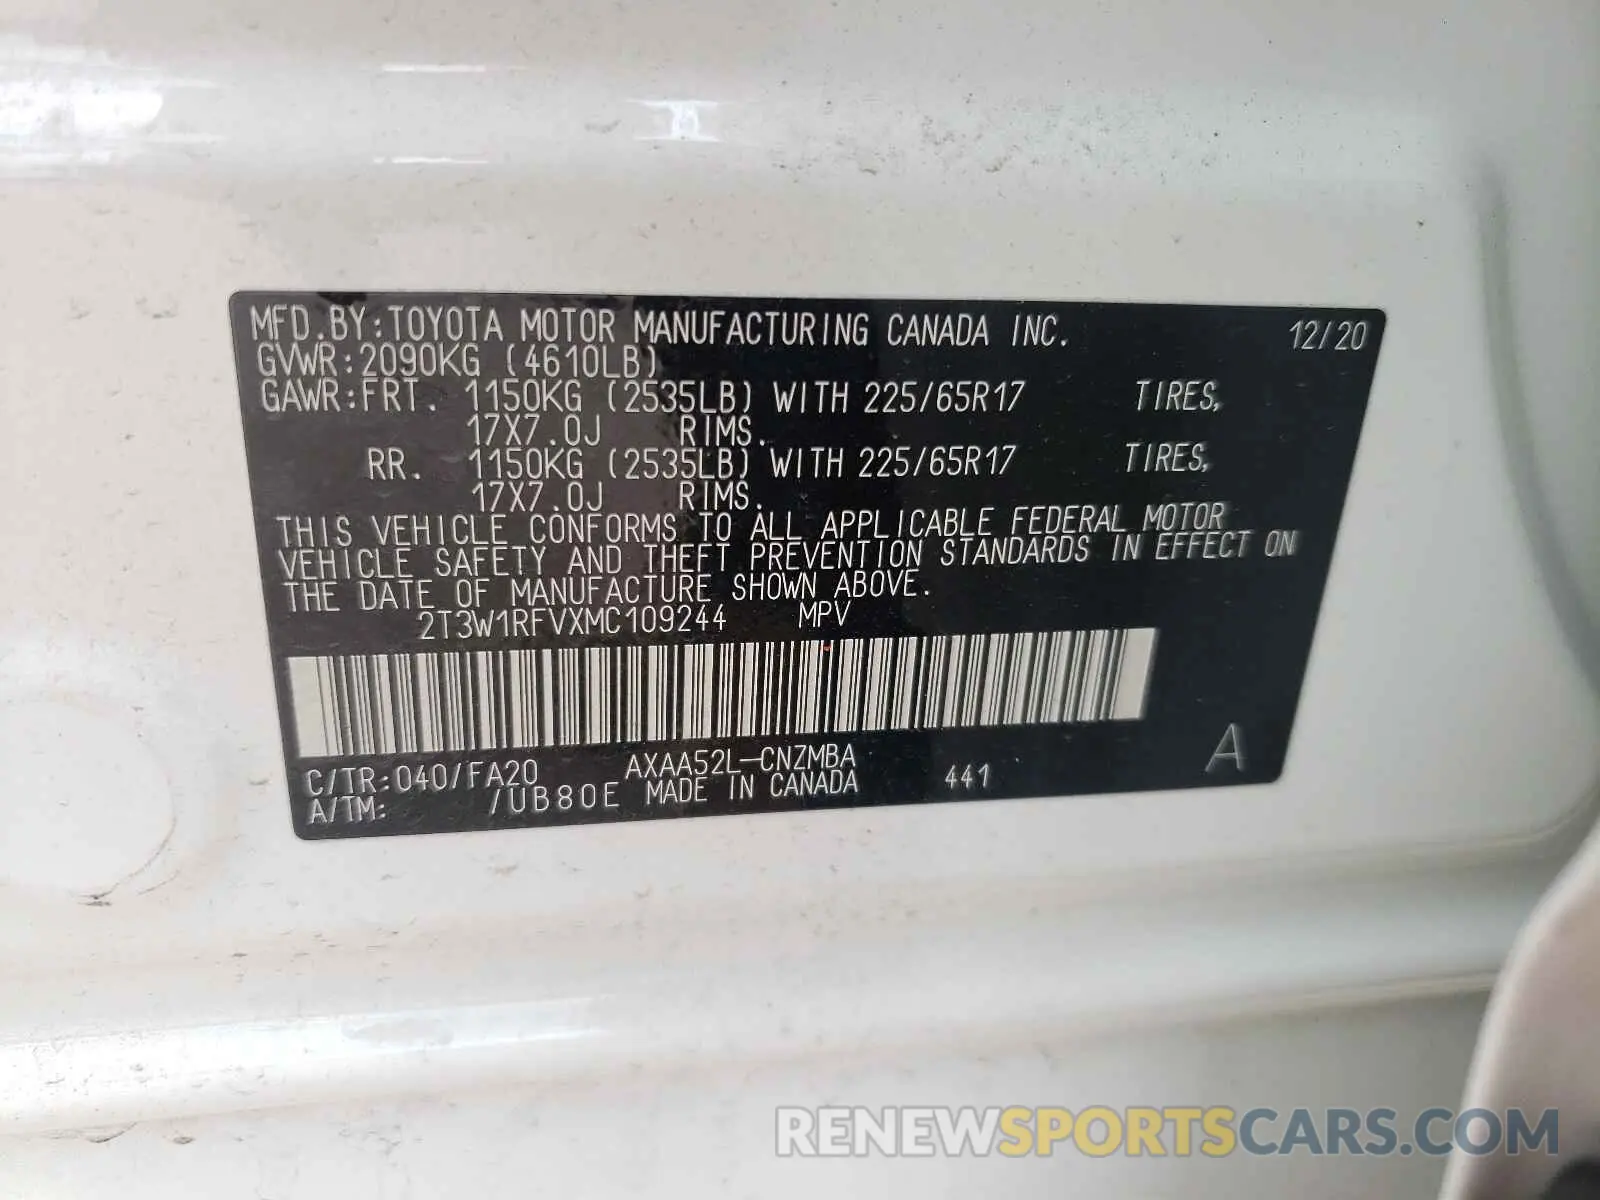 MFD.BY:TOYOTA MOTOR MANUFACTURING CANADA INC. 12/20
GVWR:2090KG (4610LB)
GAWR:FRT. 1150KG (2535LB) WITH 225/65R17 TIRES,
17X7.0J RIMS.
RR. 1150KG (2535LB) WITH 225/65R17 TIRES,
17X7.0J RIMS.
THIS VEHICLE CONFORMS TO ALL APPLICABLE FEDERAL MOTOR
VEHICLE SAFETY AND THEFT PREVENTION STANDARDS IN EFFECT ON
THE DATE OF MANUFACTURE SHOWN ABOVE.
2T3W1RFVXMC109244 MPV
C/TR:040/FA20 AXAA52L-CNZMBA 441 A
A/TM: /UB80E MADE IN CANADA
RENEWSPORTSCARS.COM